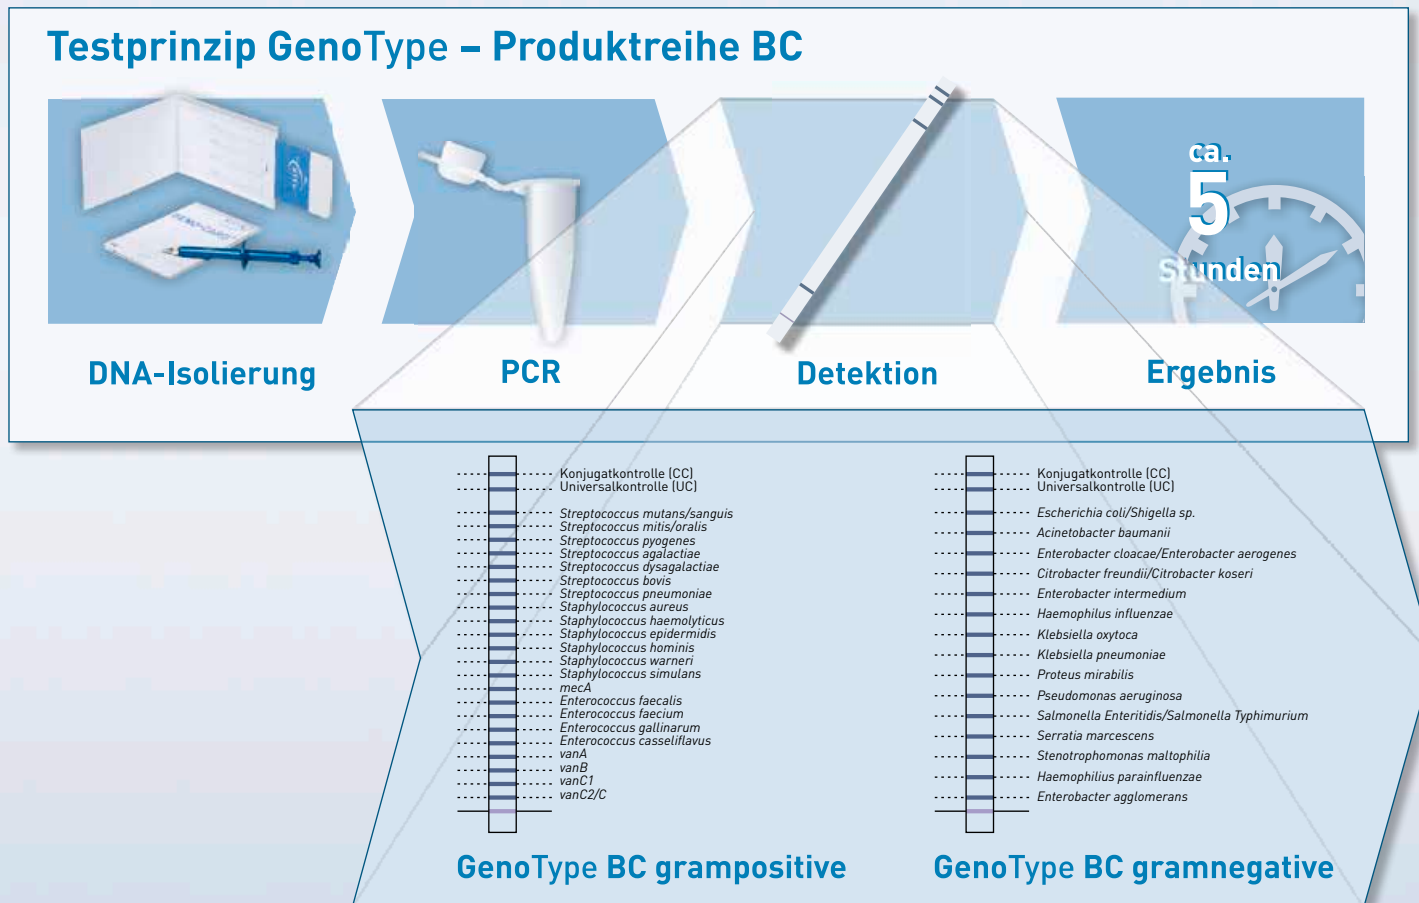 Testprinzip GenoType – Produktreihe BC
GENO-CARD
ca.
5
Stunden
DNA-Isolierung
PCR
Detektion
Ergebnis
Konjugatkontrolle (CC)
Universalkontrolle (UC)
Streptococcus mutans/sanguis
Streptococcus mitis/oralis
Streptococcus pyogenes
Streptococcus agalactiae
Streptococcus dysagalactiae
Streptococcus bovis
Streptococcus pneumoniae
Staphylococcus aureus
Staphylococcus haemolyticus
Staphylococcus epidermidis
Staphylococcus hominis
Staphylococcus warneri
Staphylococcus simulans
mecA
Enterococcus faecalis
Enterococcus faecium
Enterococcus gallinarum
Enterococcus casseliflavus
vanA
vanB
vanC1
vanC2/C
GenoType BC grampositive
Konjugatkontrolle (CC)
Universalkontrolle (UC)
Escherichia coli/Shigella sp.
Acinetobacter baumanii
Enterobacter cloacae/Enterobacter aerogenes
Citrobacter freundii/Citrobacter koseri
Enterobacter intermedium
Haemophilus influenzae
Klebsiella oxytoca
Klebsiella pneumoniae
Proteus mirabilis
Pseudomonas aeruginosa
Salmonella Enteritidis/Salmonella Typhimurium
Serratia marcescens
Stenotrophomonas maltophilia
Haemophilius parainfluenzae
Enterobacter agglomerans
GenoType BC gramnegative